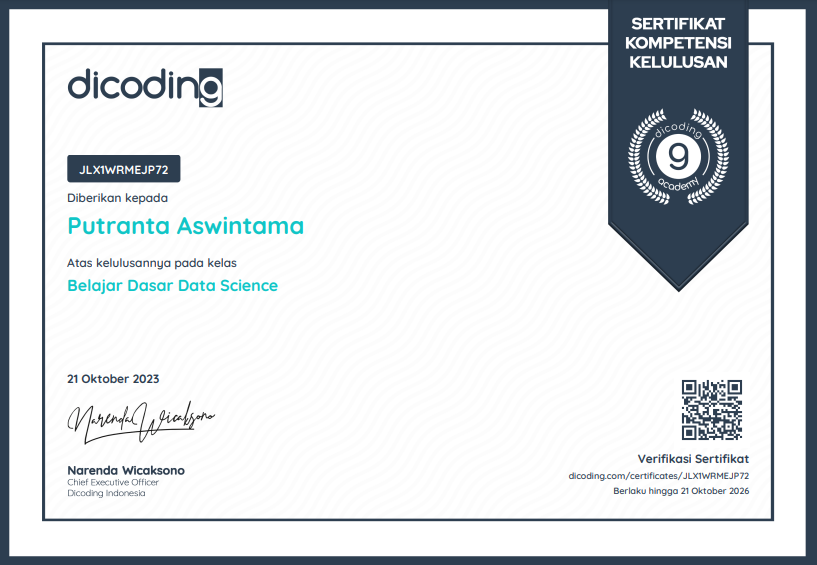 SERTIFIKAT
KOMPETENSI
KELULUSAN
dicoding
dicoding
g
academy
JLX1WRMEJP72
Diberikan kepada
Putranta Aswintama
Atas kelulusannya pada kelas
Belajar Dasar Data Science
21 Oktober 2023
Narenda Wicaksono
Narenda Wicaksono
Chief Executive Officer
Dicoding Indonesia
Verifikasi Sertifikat
dicoding.com/certificates/JLX1WRMEJP72
Berlaku hingga 21 Oktober 2026